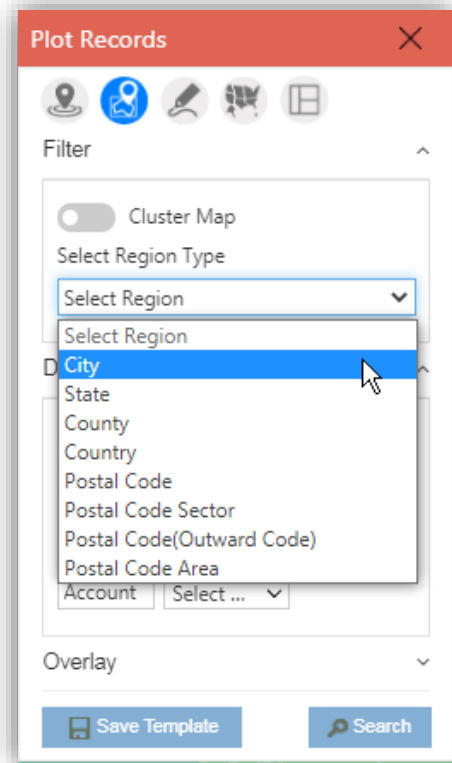 Plot Records
Filter
Cluster Map
Select Region Type
Select Region
Select Region
City
State
County
Country
Postal Code
Postal Code Sector
Postal Code(Outward Code)
Postal Code Area
Account Select ...
Overlay
Save Template Search